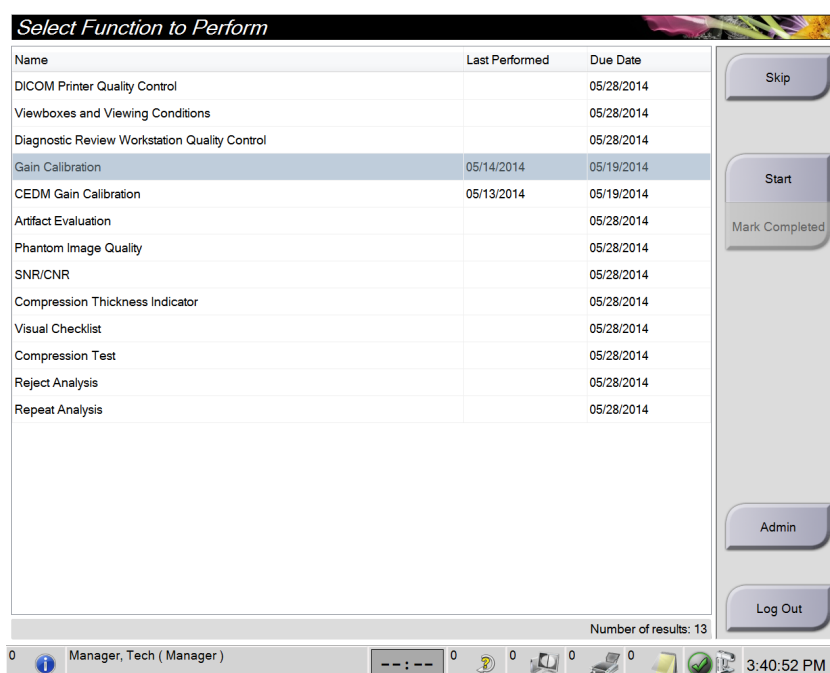 Select Function to Perform
Name Last Performed Due Date
DICOM Printer Quality Control 05/28/2014
Viewboxes and Viewing Conditions 05/28/2014
Diagnostic Review Workstation Quality Control 05/28/2014
Gain Calibration 05/14/2014 05/19/2014
CEDM Gain Calibration 05/13/2014 05/19/2014
Artifact Evaluation 05/28/2014
Phantom Image Quality 05/28/2014
SNR/CNR 05/28/2014
Compression Thickness Indicator 05/28/2014
Visual Checklist 05/28/2014
Compression Test 05/28/2014
Reject Analysis 05/28/2014
Repeat Analysis 05/28/2014
Number of results: 13
Skip
Start
Mark Completed
Admin
Log Out
0 Manager, Tech ( Manager ) --:-- 0 0 0 0 3:40:52 PM